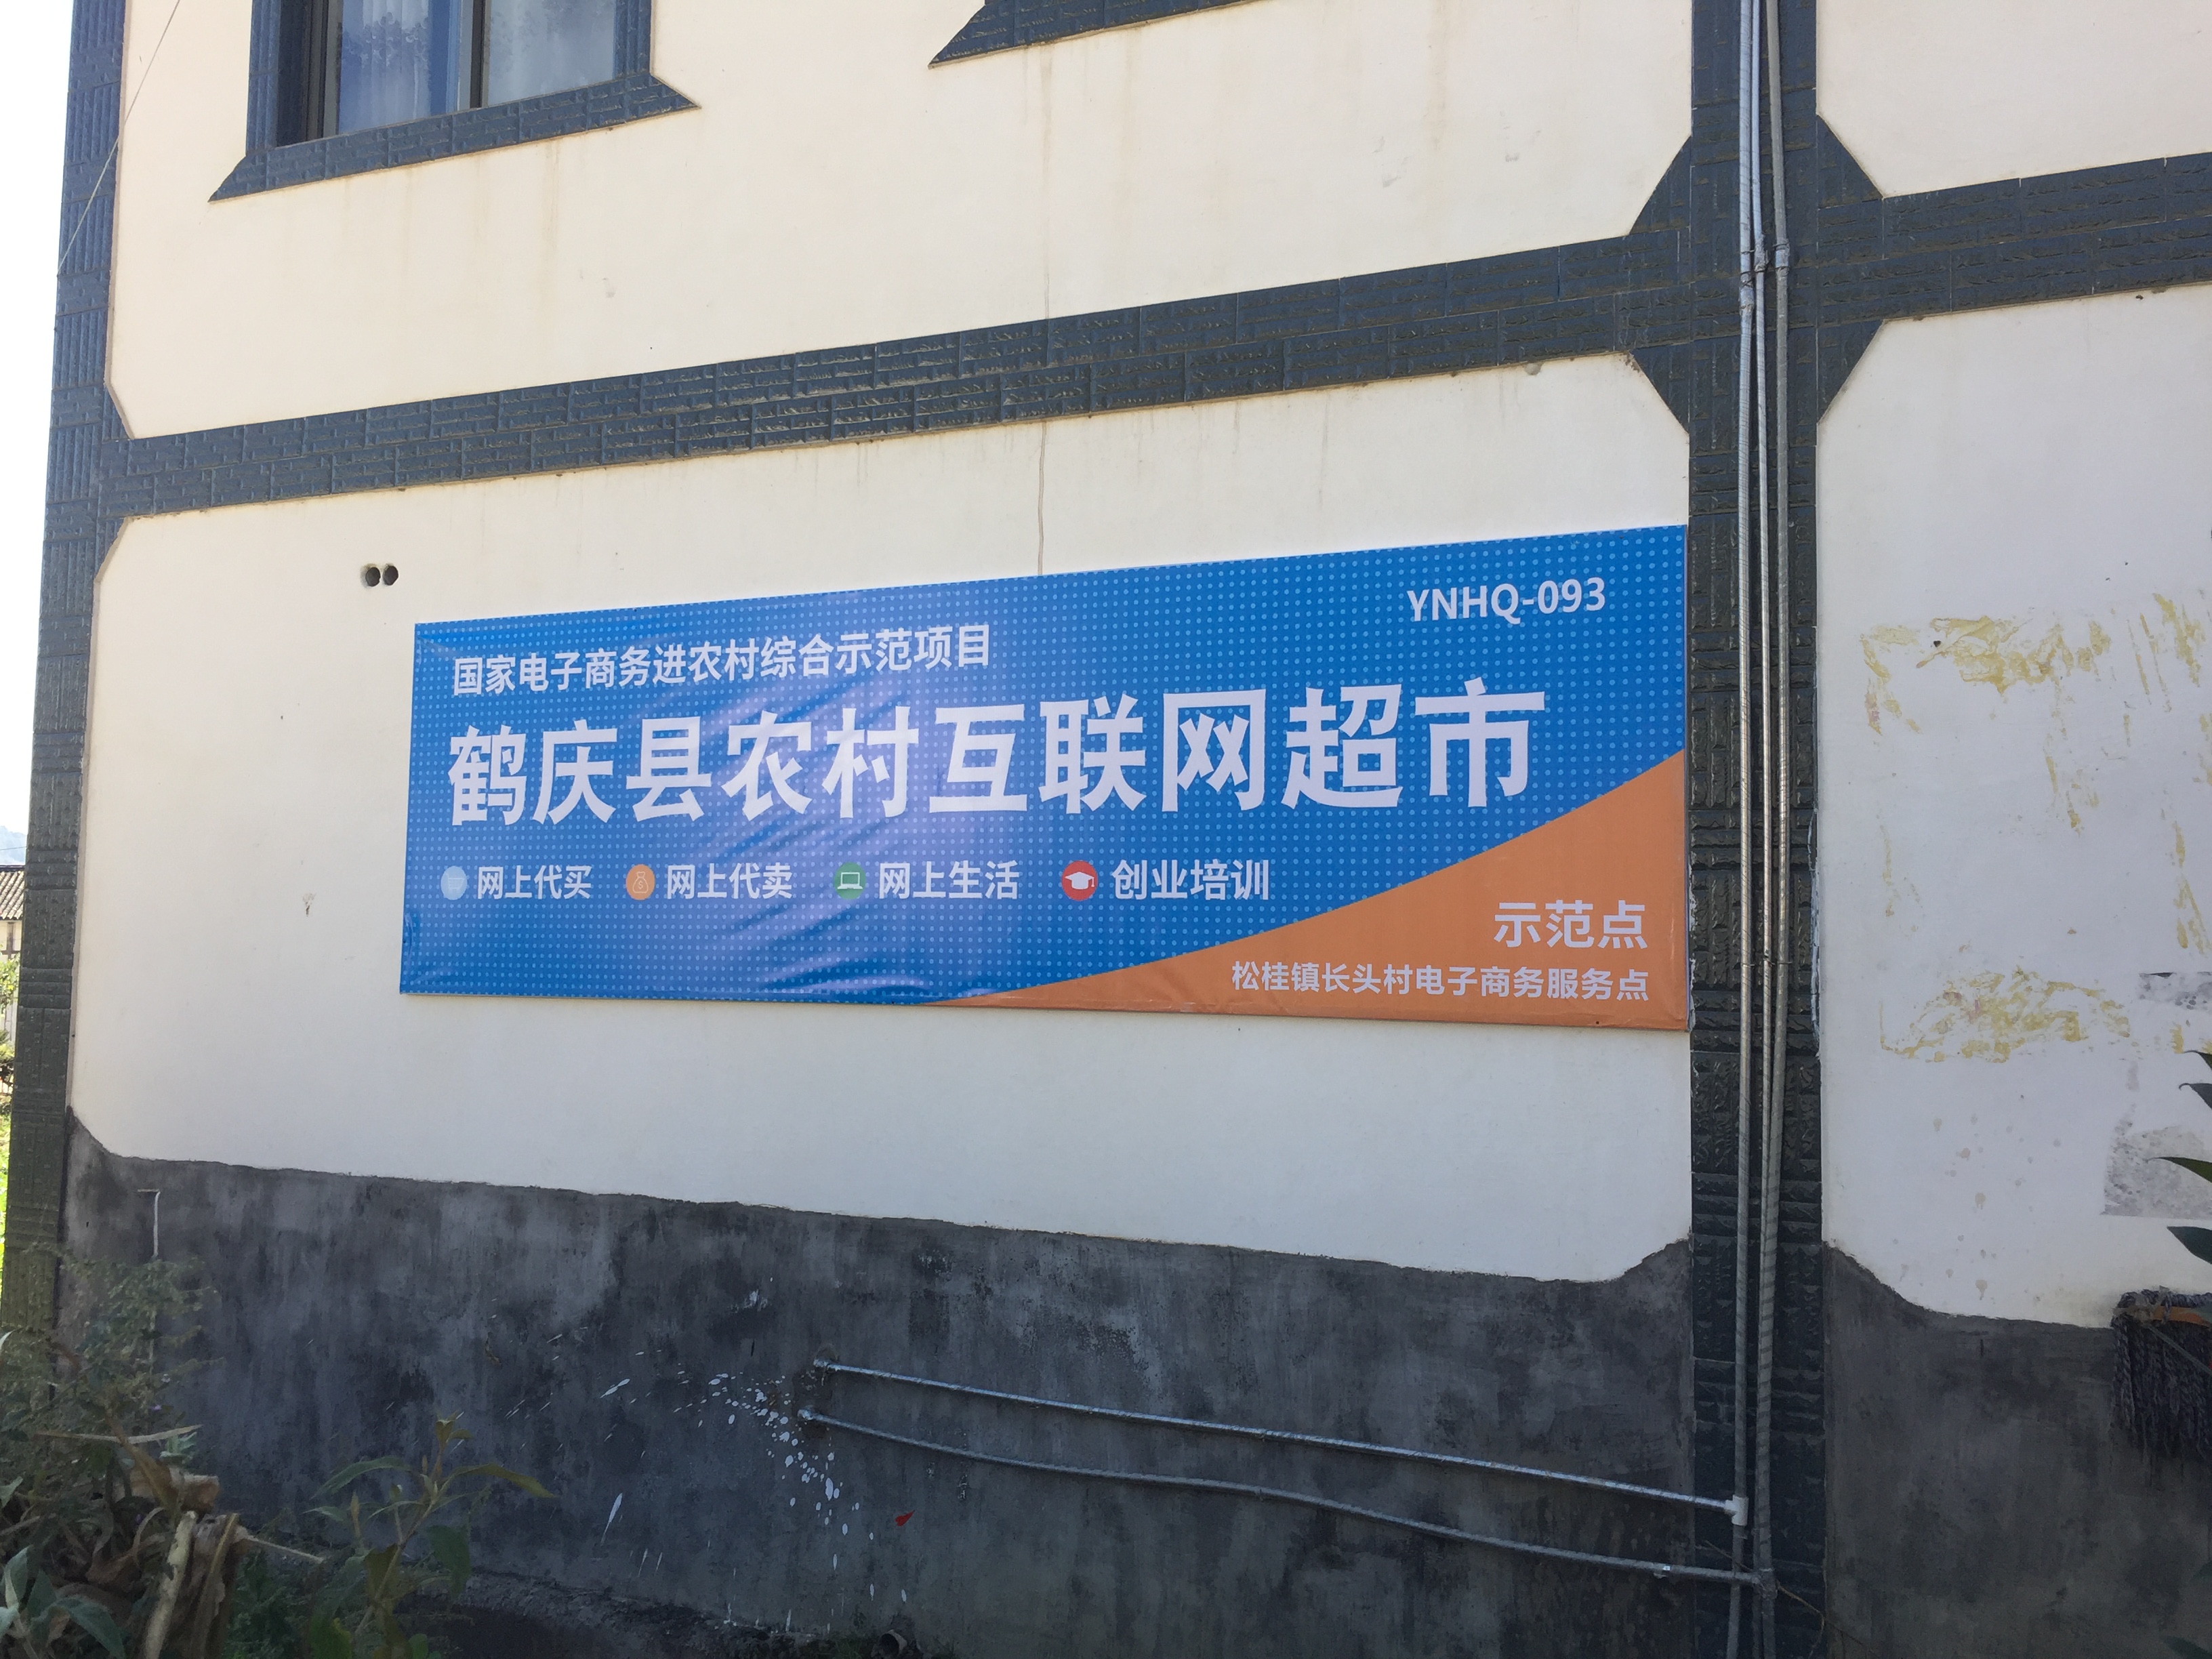 YNHQ-093
国家电子商务进农村综合示范项目
鹤庆县农村互联网超市
网上代买 网上代卖 网上生活 创业培训
示范点
松桂镇长头村电子商务服务点